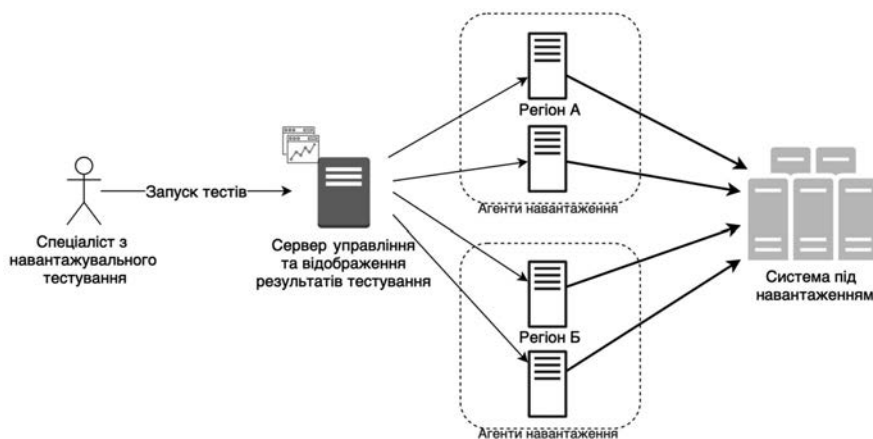 Запуск тестів
Спеціаліст з
навантажувального
тестування
Сервер управління
та відображення
результатів тестування
Регіон А
Агенти навантаження
Регіон Б
Агенти навантаження
Система під
навантаженням